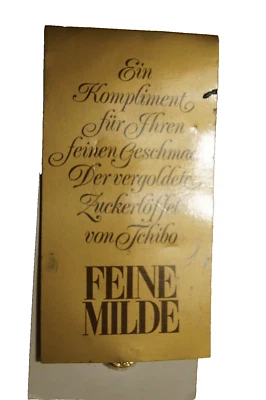 Ein
Kompliment
für Ihren
feinen Geschmack
Der vergoldete
Zuckerlöffel
von Tchibo
FEINE
MILDE